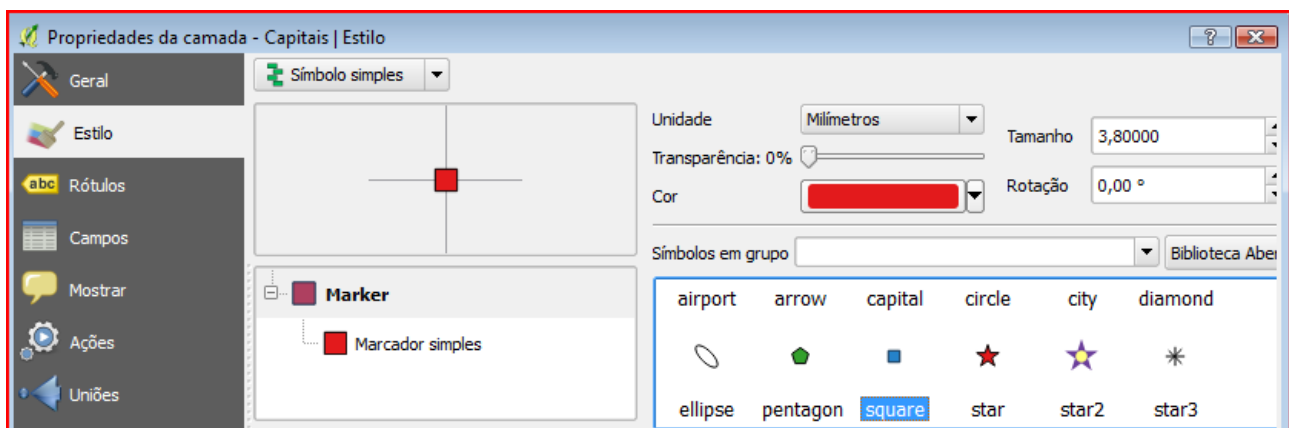 Propriedades da camada - Capitais | Estilo
Geral
Estilo
abc Rótulos
Campos
Mostrar
Ações
Uniões
Símbolo simples
Marker
Marcador simples
Unidade Milímetros
Transparência: 0%
Cor
Tamanho 3,80000
Rotação 0,00 °
Símbolos em grupo Biblioteca Aber
airport arrow capital circle city diamond
ellipse pentagon square star star2 star3